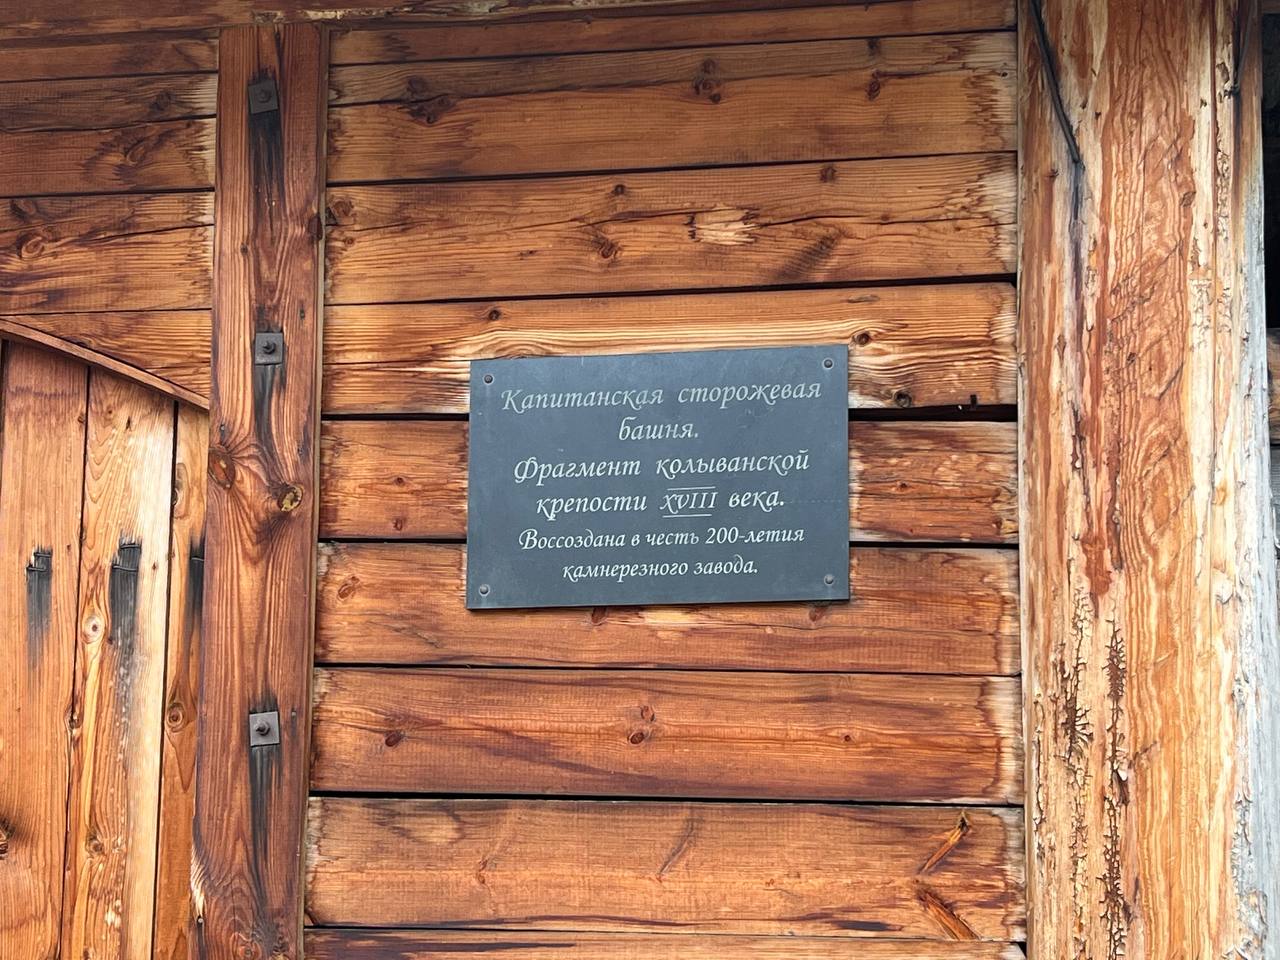 Капитанская сторожевая
башня.
Фрагмент колыванской
крепости XVIII века.
Воссоздана в честь 200-летия
камнерезного завода.